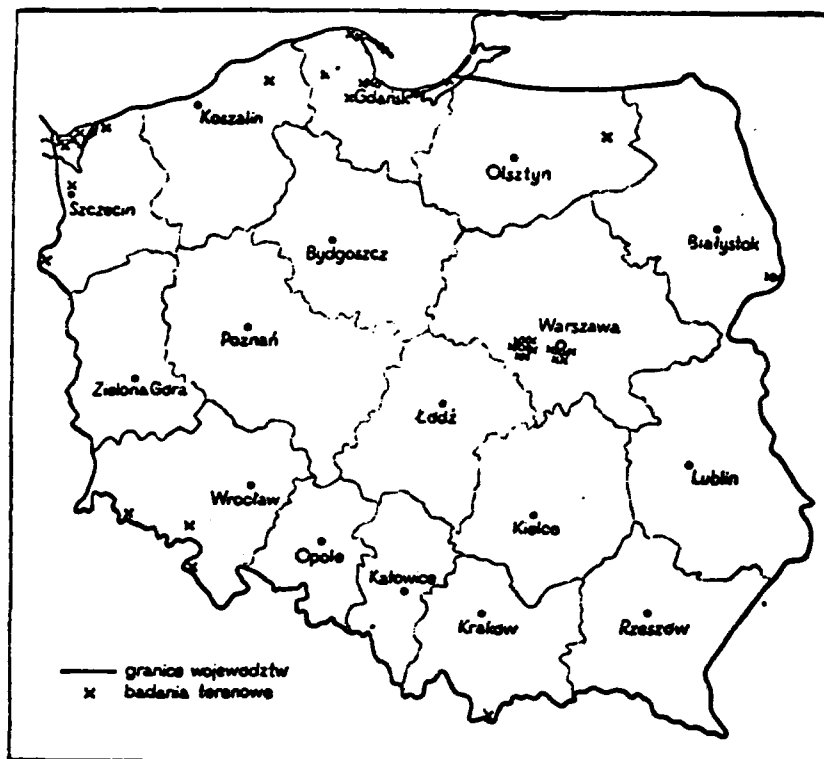 Gdańsk
Koszalin
Olsztyn
Szczecin
Białystok
Bydgoszcz
Warszawa
Poznań
Zielona Góra
Łódź
Lublin
Wrocław
Kielce
Opole
Katowice
Kraków
Rzeszów
granice wojewodztw
x badania terenowe